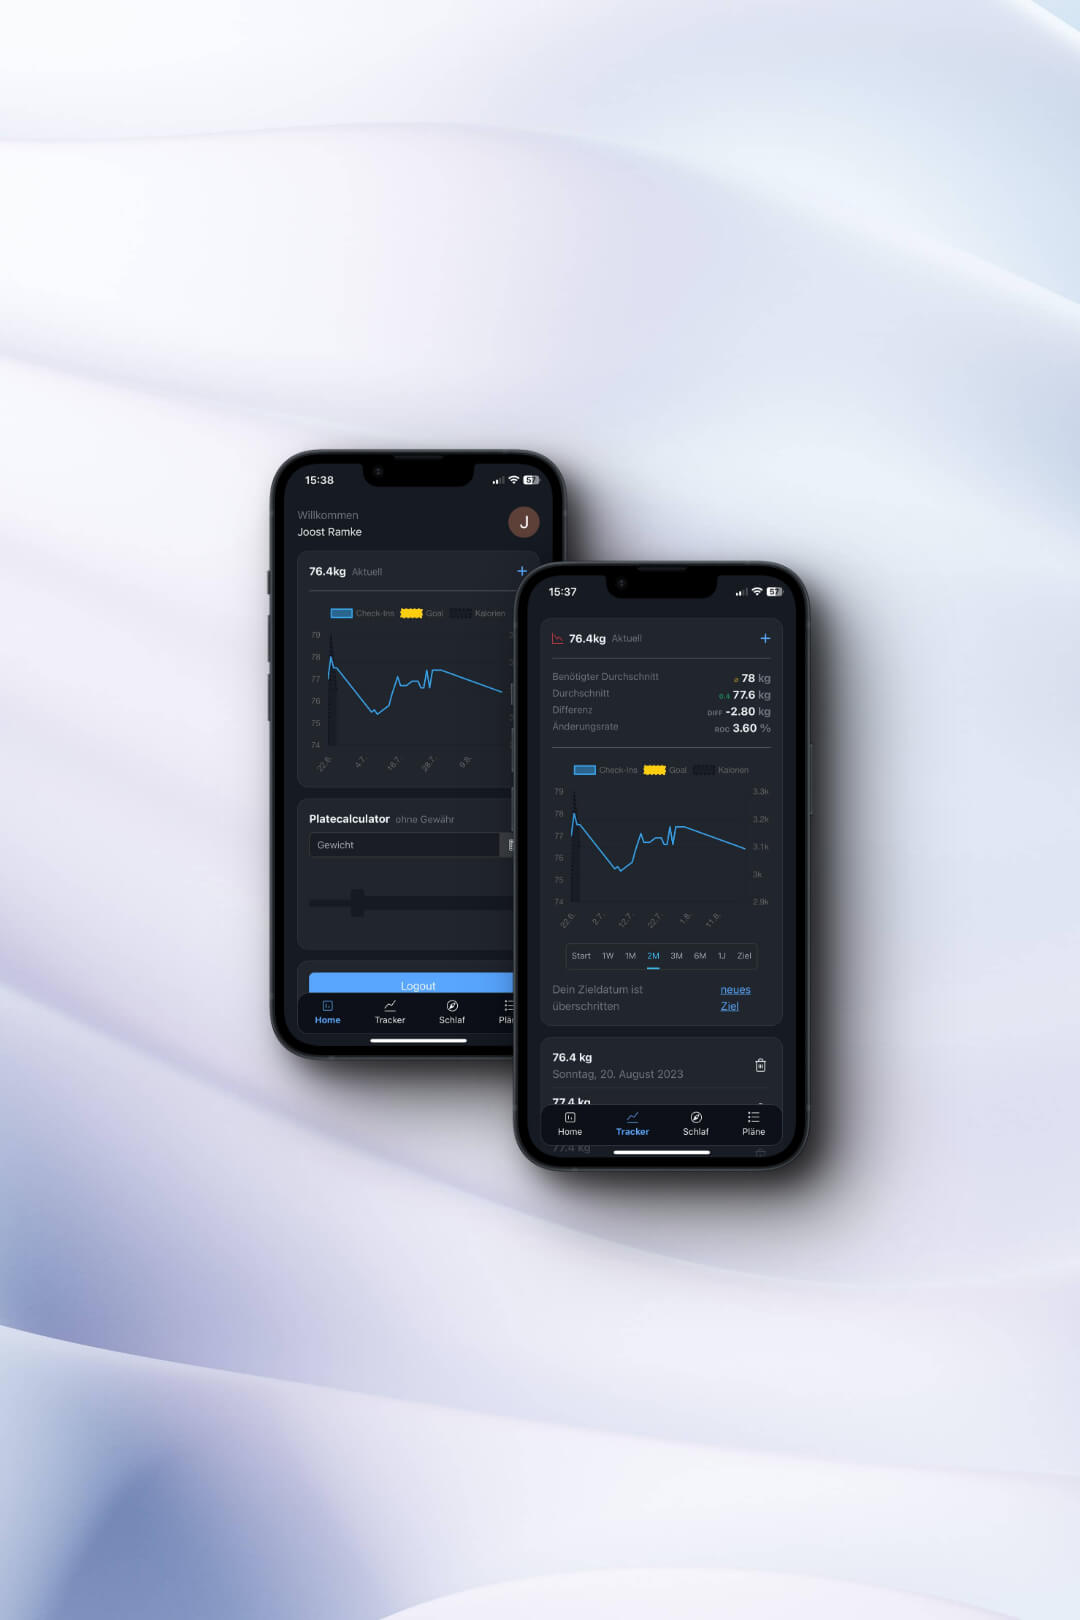 15:38
57
Willkommen
Joost Ramke
J
76.4kg Aktuell
+
Check-Ins Goal Kalorien
79
78
77
76
75
74
22.6. 4.7. 16.7. 28.7. 9.8.
Platecalculator ohne Gewähr
Gewicht
Logout
Home Tracker Schlaf
15:37
57
76.4kg Aktuell
+
Benötigter Durchschnitt ⌀ 78 kg
Durchschnitt 0.4 77.6 kg
Differenz DIFF -2.80 kg
Änderungsrate ROC 3.60 %
Check-Ins Goal Kalorien
79 3.3k
78 3.2k
77 3.1k
76 3k
75 2.9k
74
22.6. 2.7. 12.7. 22.7. 1.8. 11.8.
Start 1W 1M 2M 3M 6M 1J Ziel
Dein Zieldatum ist neues
überschritten Ziel
76.4 kg
Sonntag, 20. August 2023
77.4 kg
Home Tracker Schlaf Pläne
77.4 kg